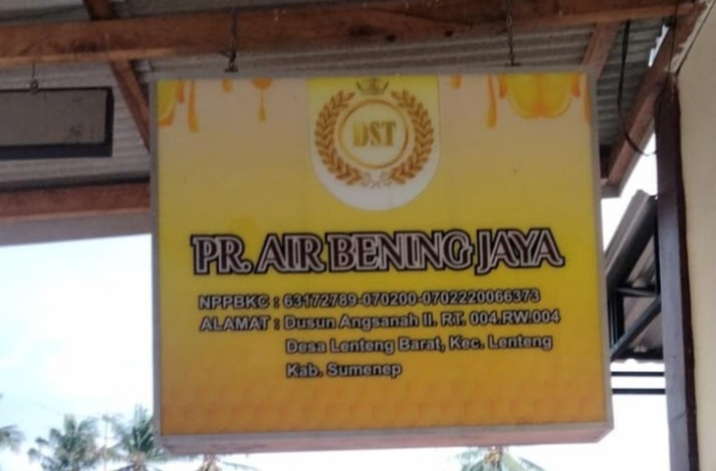 DST
PR. AIR BENING JAYA
NPPBKC : 63172789-070200-0702220066373
ALAMAT : Dusun Angsanah II. RT. 004.RW.004
Desa Lenteng Barat, Kec. Lenteng
Kab. Sumenep